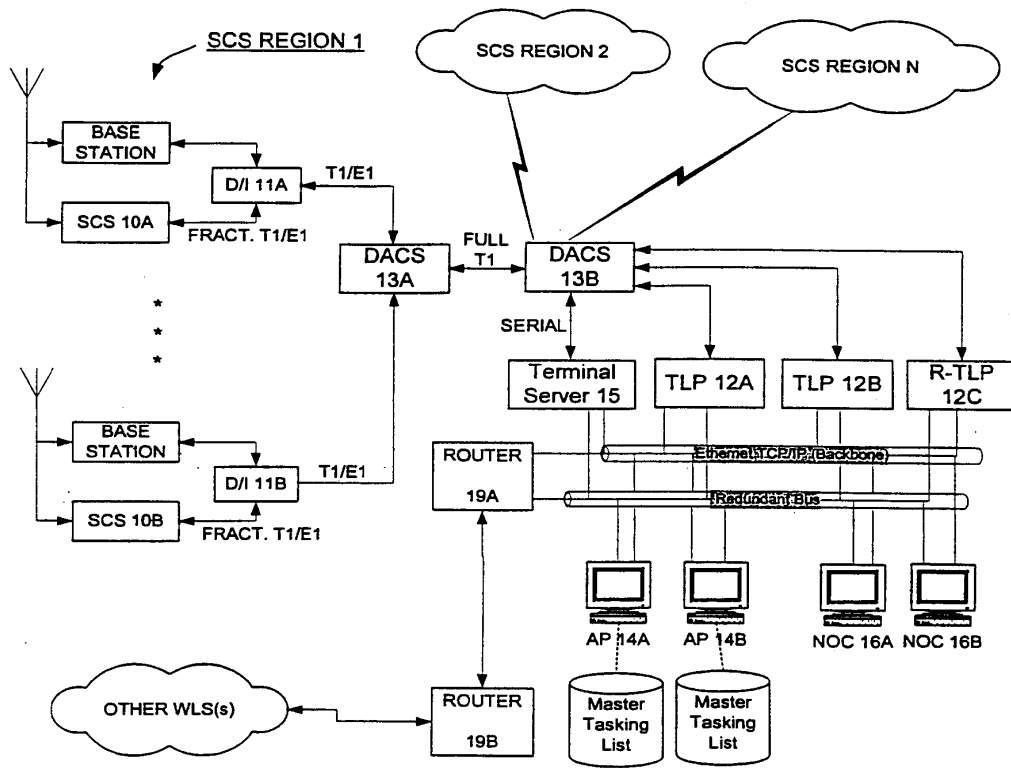 SCS REGION 1
SCS REGION 2
SCS REGION N
BASE
STATION
D/I 11A
T1/E1
SCS 10A
FRACT. T1/E1
DACS
13A
FULL
T1
DACS
13B
*
*
*
SERIAL
Terminal
Server 15
TLP 12A
TLP 12B
R-TLP
12C
BASE
STATION
D/I 11B
T1/E1
SCS 10B
FRACT. T1/E1
ROUTER
19A
Ethernet TCP/IP (Backbone)
Redundant Bus
AP 14A
AP 14B
NOC 16A
NOC 16B
OTHER WLS(s)
ROUTER
19B
Master
Tasking
List
Master
Tasking
List